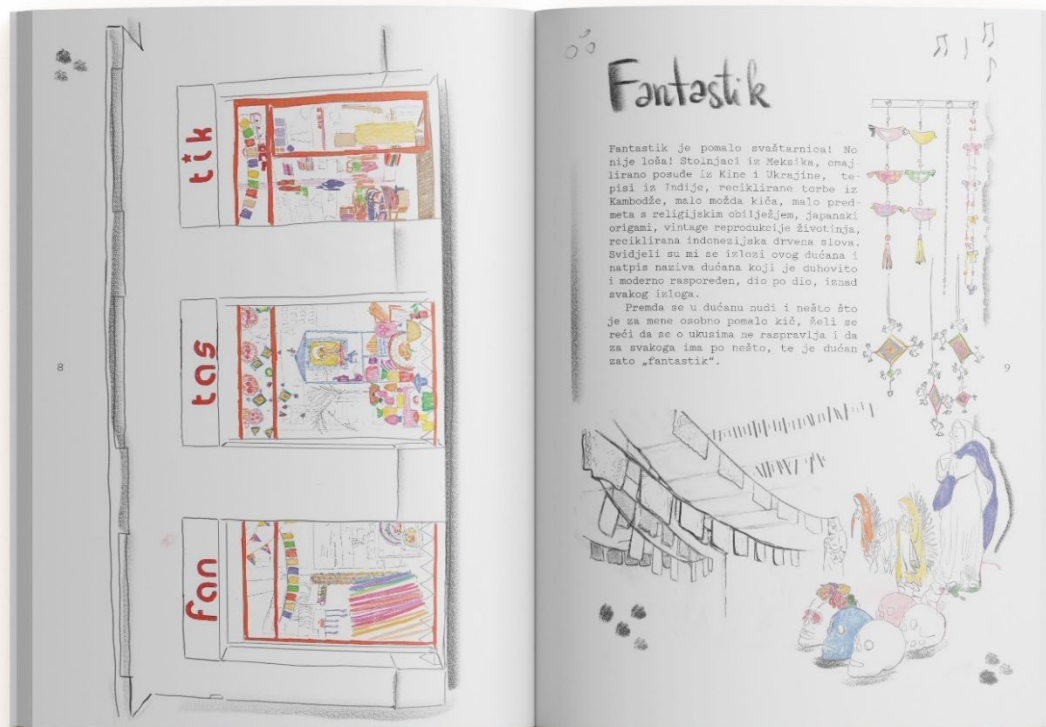 fan
tas
tik
8
Fantastik
Fantastik je pomalo svaštarnica! No
nije loša! Stolnjaci iz Meksika, emaj-
lirano posuđe iz Kine i Ukrajine, te-
pisi iz Indije, reciklirane torbe iz
Kambodže, malo možda kiča, malo pred-
meta s religijskim obilježjem, japanski
origami, vintage reprodukcije životinja,
reciklirana indonezijska drvena slova.
Svidjeli su mi se izlozi ovog dućana i
natpis naziva dućana koji je duhovito
i moderno raspoređen, dio po dio, iznad
svakog izloga.
Premda se u dućanu nudi i nešto što
je za mene osobno pomalo kič, želi se
reći da se o ukusima ne raspravlja i da
za svakoga ima po nešto, te je dućan
zato „fantastik“.
9